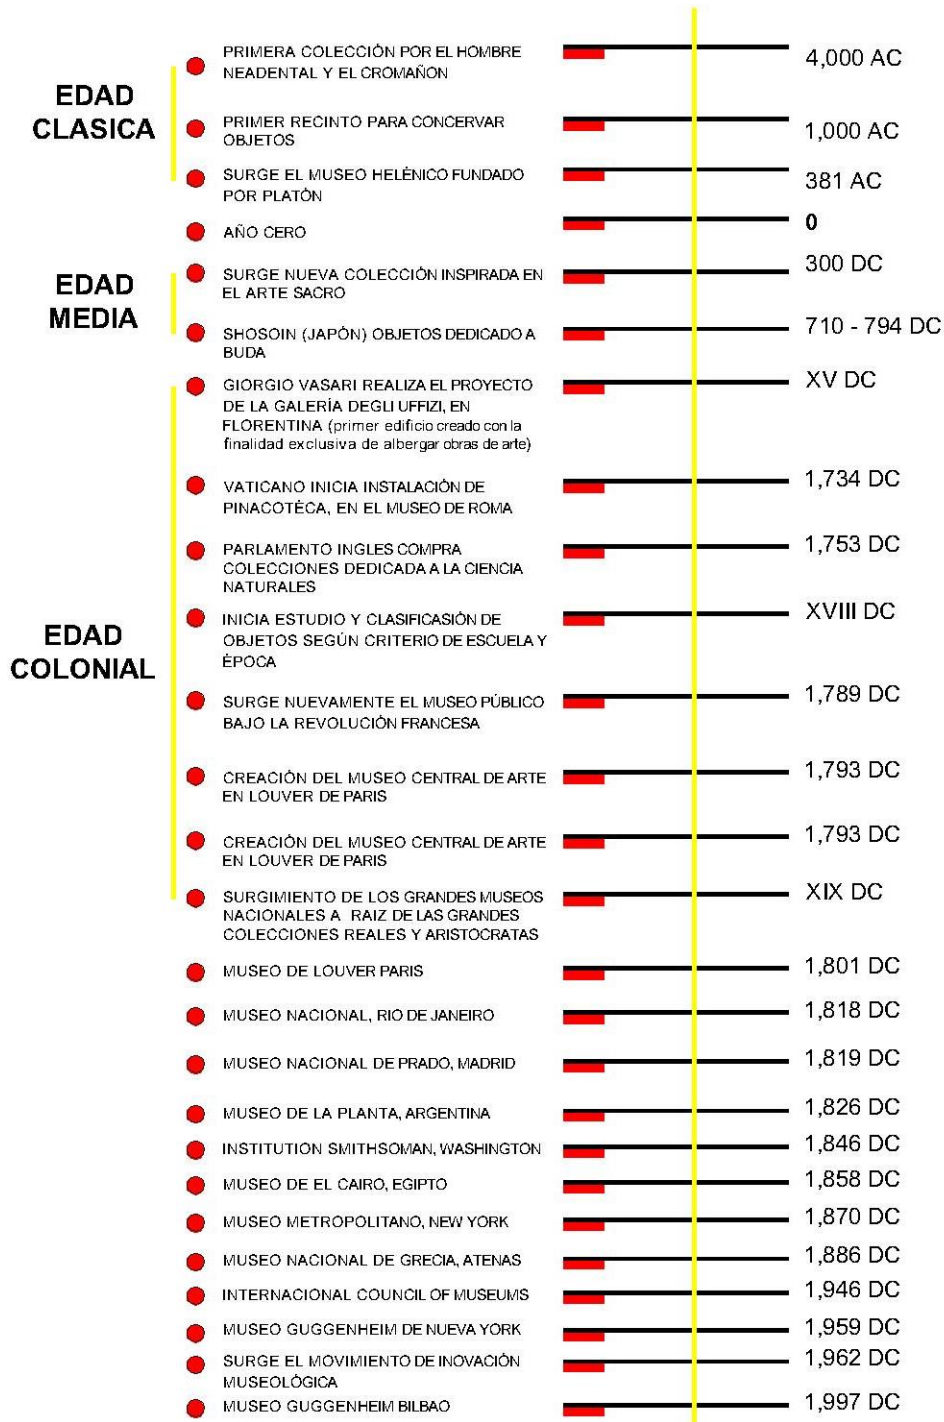 PRIMERA COLECCIÓN POR EL HOMBRE
NEADENTAL Y EL CROMAÑON
4,000 AC
EDAD
CLASICA
PRIMER RECINTO PARA CONCERVAR
OBJETOS
1,000 AC
SURGE EL MUSEO HELÉNICO FUNDADO
POR PLATÓN
381 AC
AÑO CERO
0
EDAD
MEDIA
SURGE NUEVA COLECCIÓN INSPIRADA EN
EL ARTE SACRO
300 DC
SHOSOIN (JAPÓN) OBJETOS DEDICADO A
BUDA
710 - 794 DC
GIORGIO VASARI REALIZA EL PROYECTO
DE LA GALERÍA DEGLI UFFIZI, EN
FLORENTINA (primer edificio creado con la
finalidad exclusiva de albergar obras de arte)
XV DC
VATICANO INICIA INSTALACIÓN DE
PINACOTÉCA, EN EL MUSEO DE ROMA
1,734 DC
PARLAMENTO INGLES COMPRA
COLECCIONES DEDICADA A LA CIENCIA
NATURALES
1,753 DC
EDAD
COLONIAL
INICIA ESTUDIO Y CLASIFICASIÓN DE
OBJETOS SEGÚN CRITERIO DE ESCUELA Y
ÉPOCA
XVIII DC
SURGE NUEVAMENTE EL MUSEO PÚBLICO
BAJO LA REVOLUCIÓN FRANCESA
1,789 DC
CREACIÓN DEL MUSEO CENTRAL DE ARTE
EN LOUVER DE PARIS
1,793 DC
CREACIÓN DEL MUSEO CENTRAL DE ARTE
EN LOUVER DE PARIS
1,793 DC
SURGIMIENTO DE LOS GRANDES MUSEOS
NACIONALES A RAIZ DE LAS GRANDES
COLECCIONES REALES Y ARISTOCRATAS
XIX DC
MUSEO DE LOUVER PARIS
1,801 DC
MUSEO NACIONAL, RIO DE JANEIRO
1,818 DC
MUSEO NACIONAL DE PRADO, MADRID
1,819 DC
MUSEO DE LA PLANTA, ARGENTINA
1,826 DC
INSTITUTION SMITHSOMAN, WASHINGTON
1,846 DC
MUSEO DE EL CAIRO, EGIPTO
1,858 DC
MUSEO METROPOLITANO, NEW YORK
1,870 DC
MUSEO NACIONAL DE GRECIA, ATENAS
1,886 DC
INTERNACIONAL COUNCIL OF MUSEUMS
1,946 DC
MUSEO GUGGENHEIM DE NUEVA YORK
1,959 DC
SURGE EL MOVIMIENTO DE INOVACIÓN
MUSEOLÓGICA
1,962 DC
MUSEO GUGGENHEIM BILBAO
1,997 DC